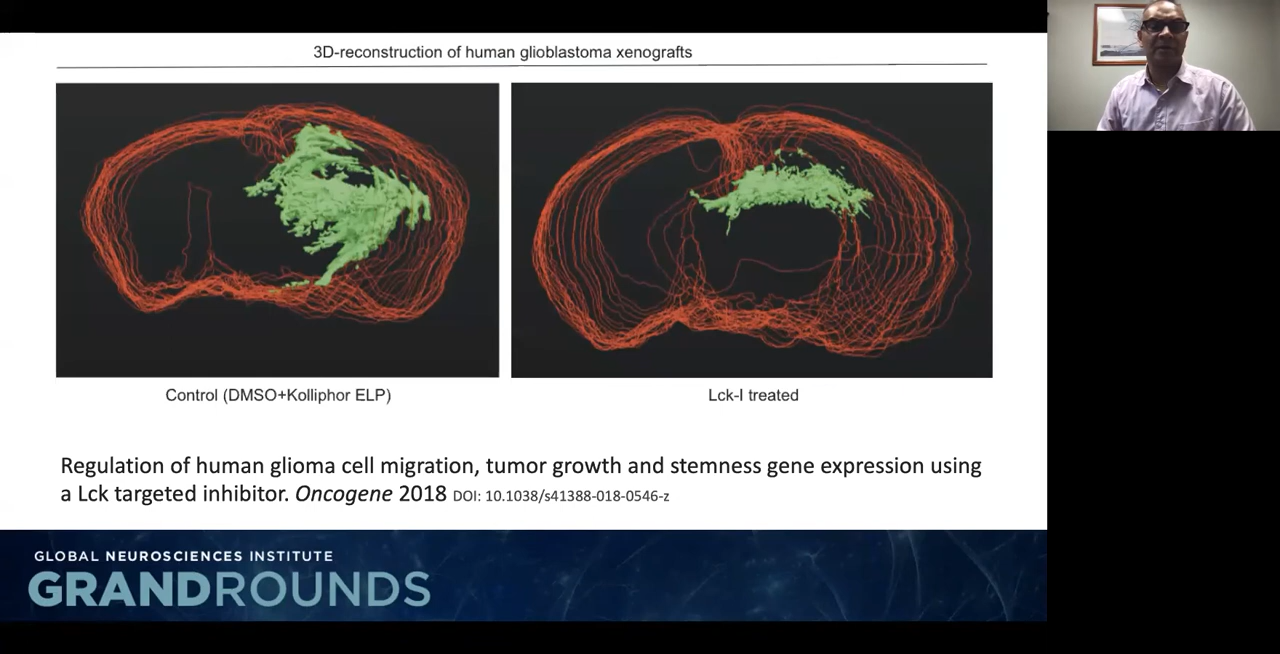 3D-reconstruction of human glioblastoma xenografts
Control (DMSO+Kolliphor ELP)
Lck-I treated
Regulation of human glioma cell migration, tumor growth and stemness gene expression using
a Lck targeted inhibitor. Oncogene 2018 DOI: 10.1038/s41388-018-0546-z
GLOBAL NEUROSCIENCES INSTITUTE
GRANDROUNDS